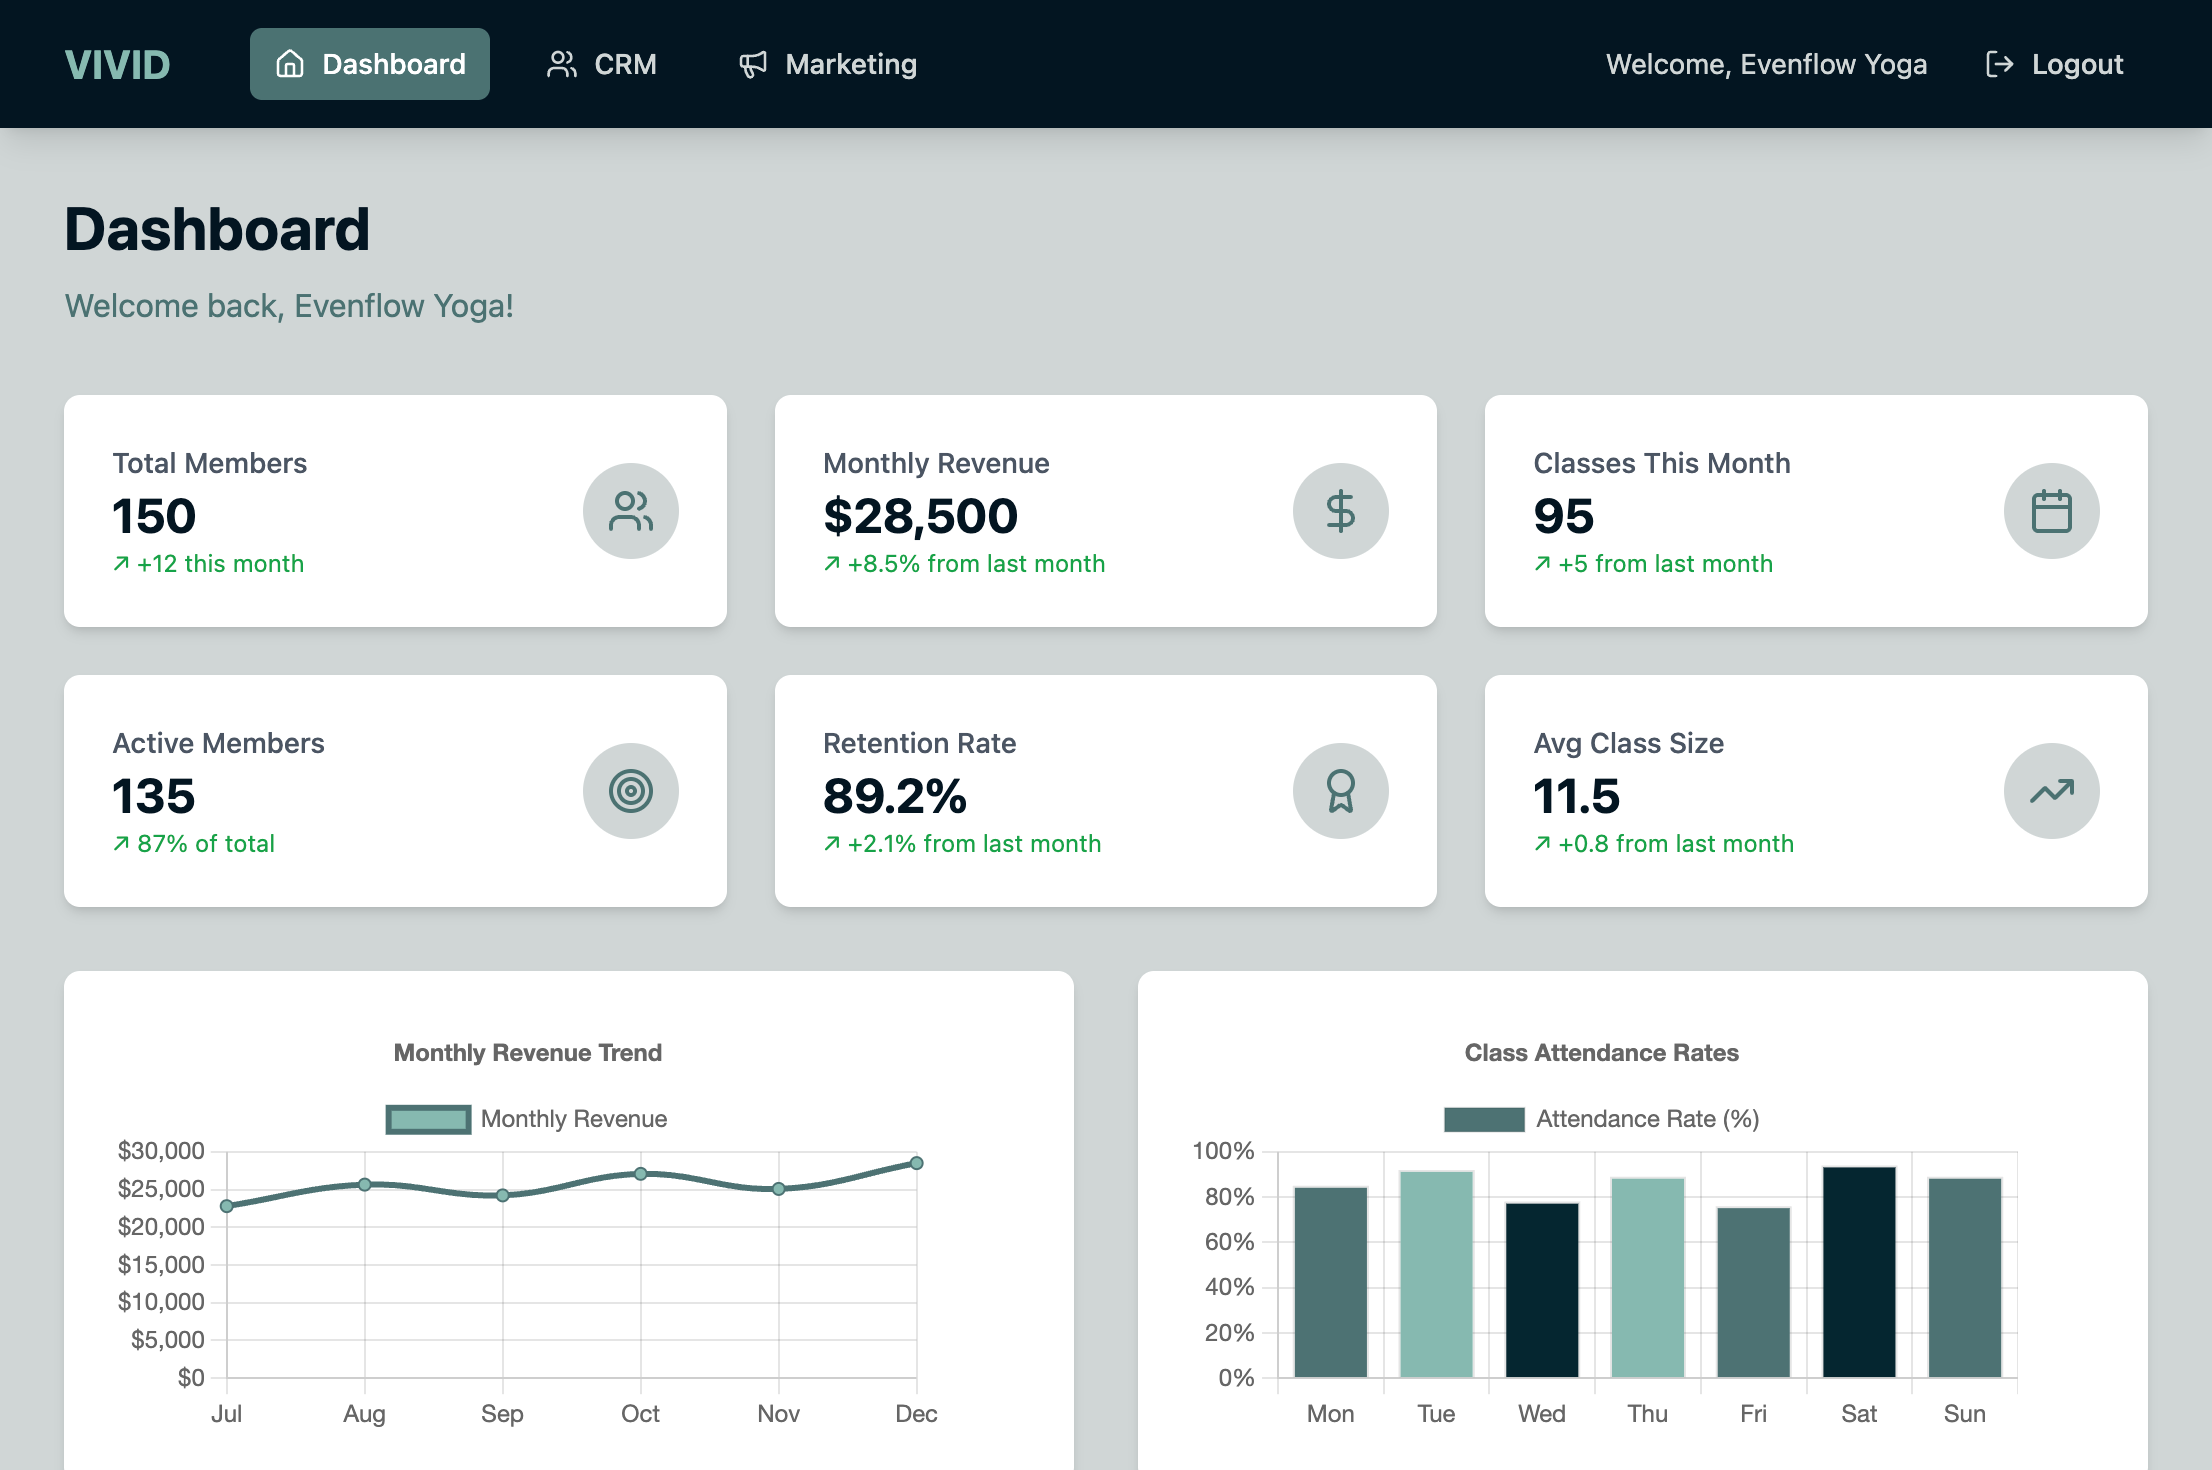 VIVID
Dashboard
CRM
Marketing
Welcome, Evenflow Yoga
Logout
Dashboard
Welcome back, Evenflow Yoga!
Total Members
150
+12 this month
Monthly Revenue
$28,500
+8.5% from last month
Classes This Month
95
+5 from last month
Active Members
135
87% of total
Retention Rate
89.2%
+2.1% from last month
Avg Class Size
11.5
+0.8 from last month
Monthly Revenue Trend
Monthly Revenue
$30,000
$25,000
$20,000
$15,000
$10,000
$5,000
$0
Jul Aug Sep Oct Nov Dec
Class Attendance Rates
Attendance Rate (%)
100%
80%
60%
40%
20%
0%
Mon Tue Wed Thu Fri Sat Sun